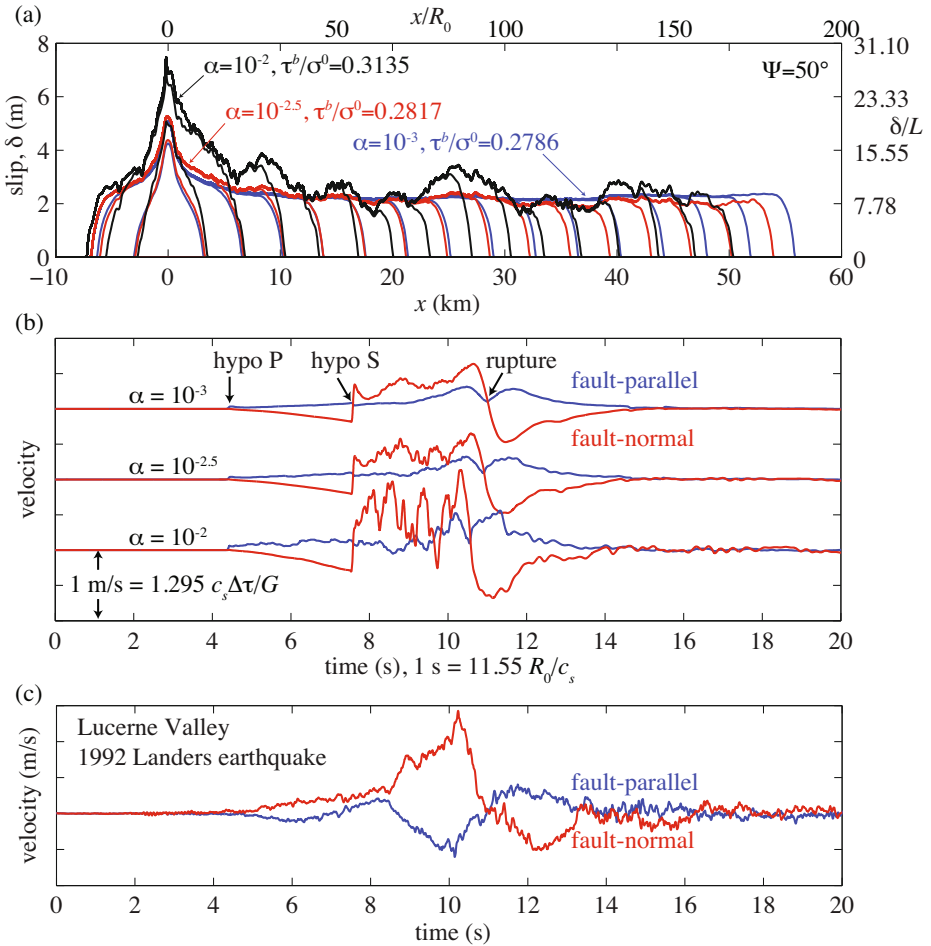 (a)
x/R₀
0 50 100 150 200
8 6 4 2 0
slip, δ (m)
α=10⁻², τᵇ/σ⁰=0.3135
α=10⁻²·⁵, τᵇ/σ⁰=0.2817
α=10⁻³, τᵇ/σ⁰=0.2786
Ψ=50°
31.10 23.33 15.55 7.78 0
δ/L
−10 0 10 20 30 40 50 60
x (km)
(b)
hypo P
hypo S
rupture
fault-parallel
α = 10⁻³
fault-normal
α = 10⁻²·⁵
velocity
α = 10⁻²
1 m/s = 1.295 cₛΔτ/G
0 2 4 6 8 10 12 14 16 18 20
time (s), 1 s = 11.55 R₀/cₛ
(c)
Lucerne Valley
1992 Landers earthquake
velocity (m/s)
fault-parallel
fault-normal
0 2 4 6 8 10 12 14 16 18 20
time (s)